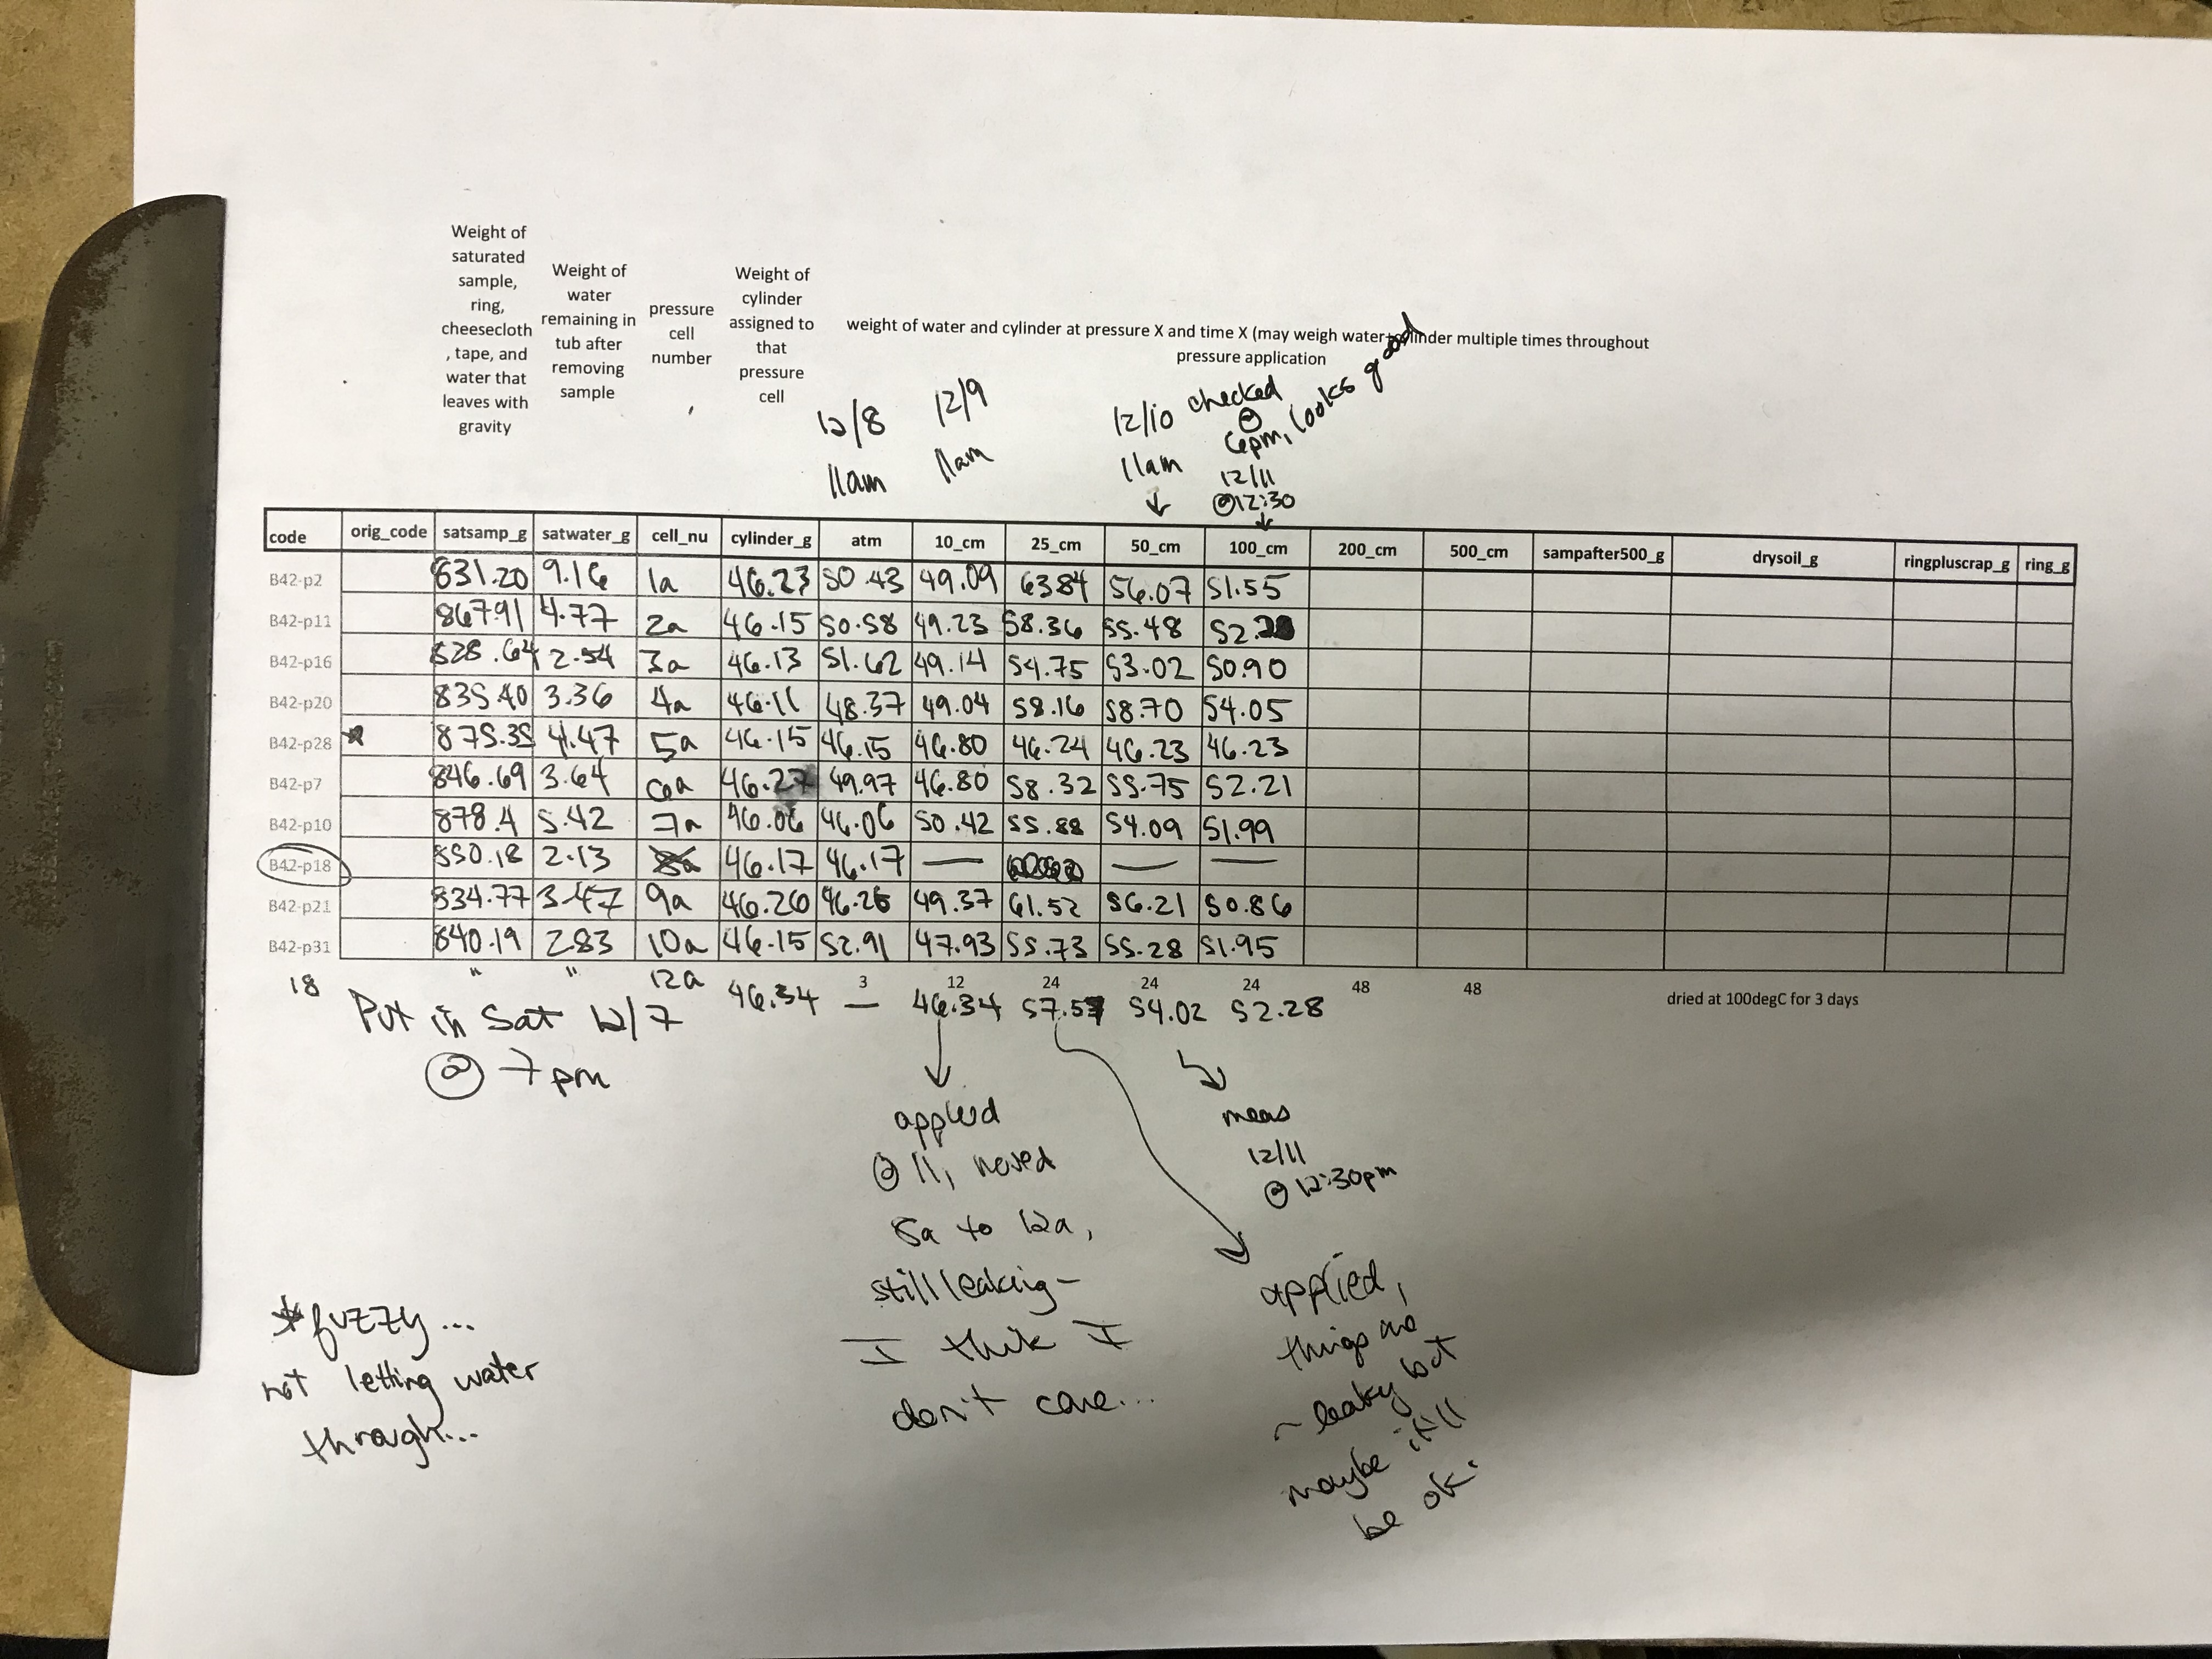 Weight of
saturated
sample,
ring,
cheesecloth
, tape, and
water that
leaves with
gravity
Weight of
water
remaining in
tub after
removing
sample
pressure
cell
number
Weight of
cylinder
assigned to
that
pressure
cell
weight of water and cylinder at pressure X and time X (may weigh water+cylinder multiple times throughout
pressure application
12/8
11am
12/9
11am
12/10
11am
checked
@
6pm, looks good
12/11
@12:30
code orig_code satsamp_g satwater_g cell_nu cylinder_g atm 10_cm 25_cm 50_cm 100_cm 200_cm 500_cm sampafter500_g drysoil_g ringpluscrap_g ring_g
B42-p2 831.20 9.16 1a 46.23 50.43 49.09 63.84 56.07 51.55
B42-p11 867.91 4.77 2a 46.15 50.58 49.23 58.36 55.48
B42-p16 828.64 2.54 3a 46.13 51.62 49.14 54.75 53.02 50.90
B42-p20 835.40 3.36 4a 46.11 48.37 49.04 58.16 58.70 54.05
B42-p28 * 875.35 4.47 5a 46.15 46.15 46.80 46.24 46.23 46.23
B42-p7 846.69 3.64 6a 46.27 49.97 46.80 58.32 55.75 52.21
B42-p10 878.4 5.42 7a 46.06 46.06 50.42 55.88 54.09 51.99
B42-p18 850.18 2.13 8a 46.17 46.17 — — —
B42-p21 834.77 3.47 9a 46.26 46.26 49.37 61.52 56.21 50.86
B42-p31 840.19 2.83 10a 46.15 52.91 47.93 55.73 55.28 51.95
3 12 24 24 24 48 48 dried at 100degC for 3 days
18 " " 12a 46.34 — 46.34 57.57 54.02 52.28
Put in Sat 12/7
@ 7pm
applied
@ 11, moved
8a to 12a,
still leaking-
I think I
don't care...
meas
12/11
@ 12:30pm
applied,
things are
~ leaky but
maybe it'll
be ok.
* fuzzy...
not letting water
through...